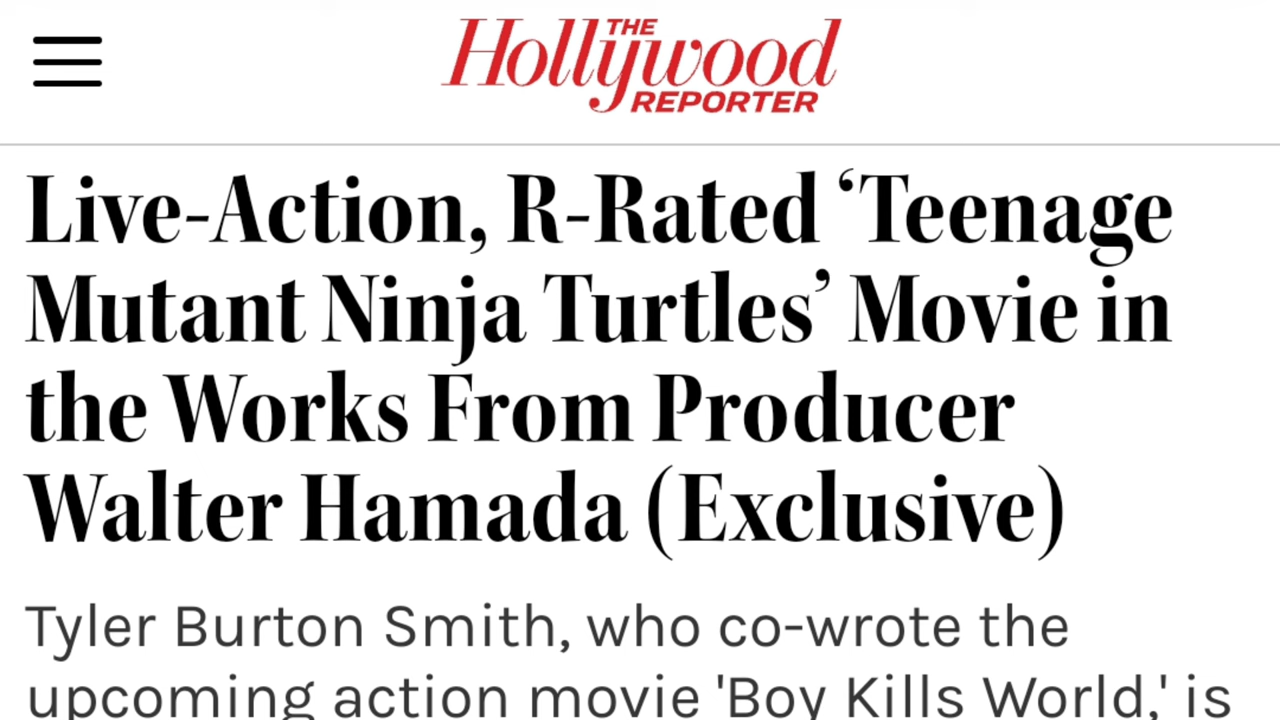 THE
Hollywood
REPORTER
Live-Action, R-Rated ‘Teenage
Mutant Ninja Turtles’ Movie in
the Works From Producer
Walter Hamada (Exclusive)
Tyler Burton Smith, who co-wrote the
upcoming action movie 'Boy Kills World,' is